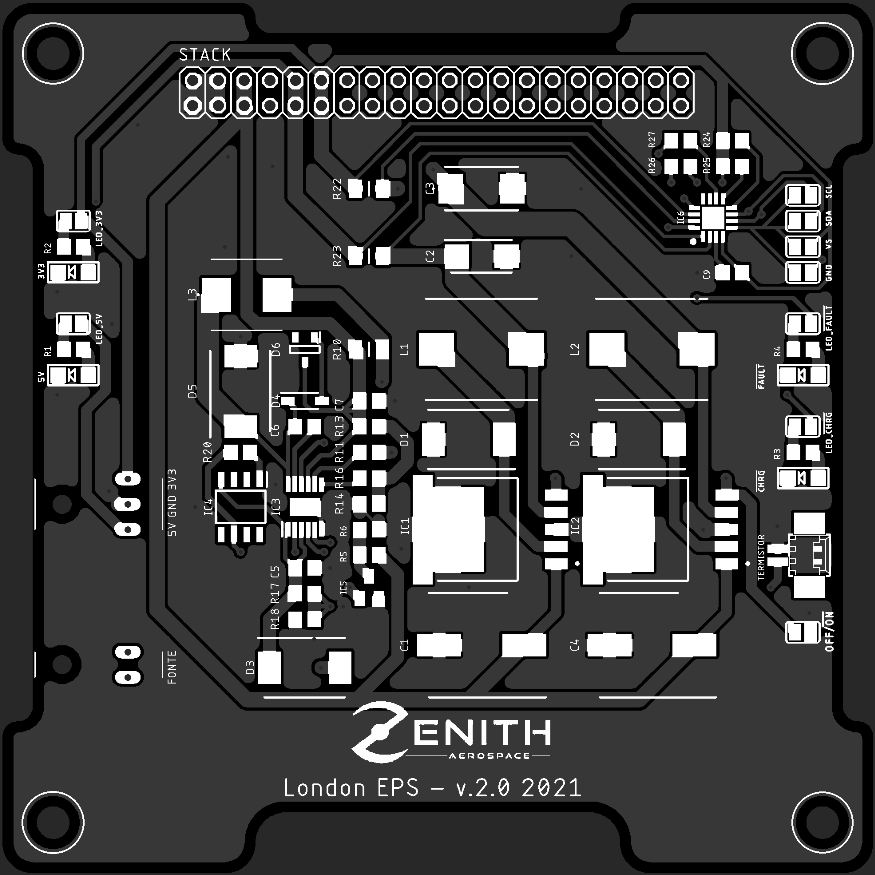 STACK
R27
R24
R26
R25
R22
C3
SCL
SDA
VS
GND
IC6
C9
LED_3V3
R2
3V3
R23
C2
L3
LED_5V
R1
5V
D6
R10
L1
L2
LED_FAULT
R4
FAULT
D5
D4
C7
C6
R13
R20
R11
D1
D2
LED_CHRG
R3
CHRG
R16
5V GND 3V3
IC4
IC3
R14
R6
R5
IC1
IC2
TERMISTOR
C5
IC5
R17
R18
D3
C1
C4
OFF/ON
FONTE
ZENITH
AEROSPACE
London EPS - v.2.0 2021